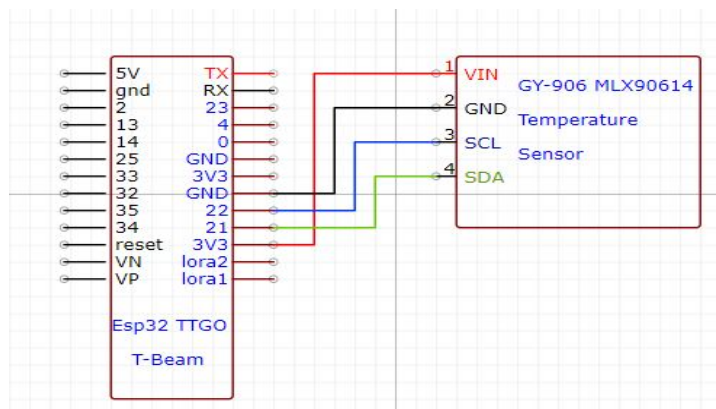 5V
gnd
2
13
14
25
33
32
35
34
reset
VN
VP
TX
RX
23
4
0
GND
3V3
GND
22
21
3V3
lora2
lora1
Esp32 TTGO
T-Beam
1
VIN
2
GND
3
SCL
4
SDA
GY-906 MLX90614
Temperature
Sensor